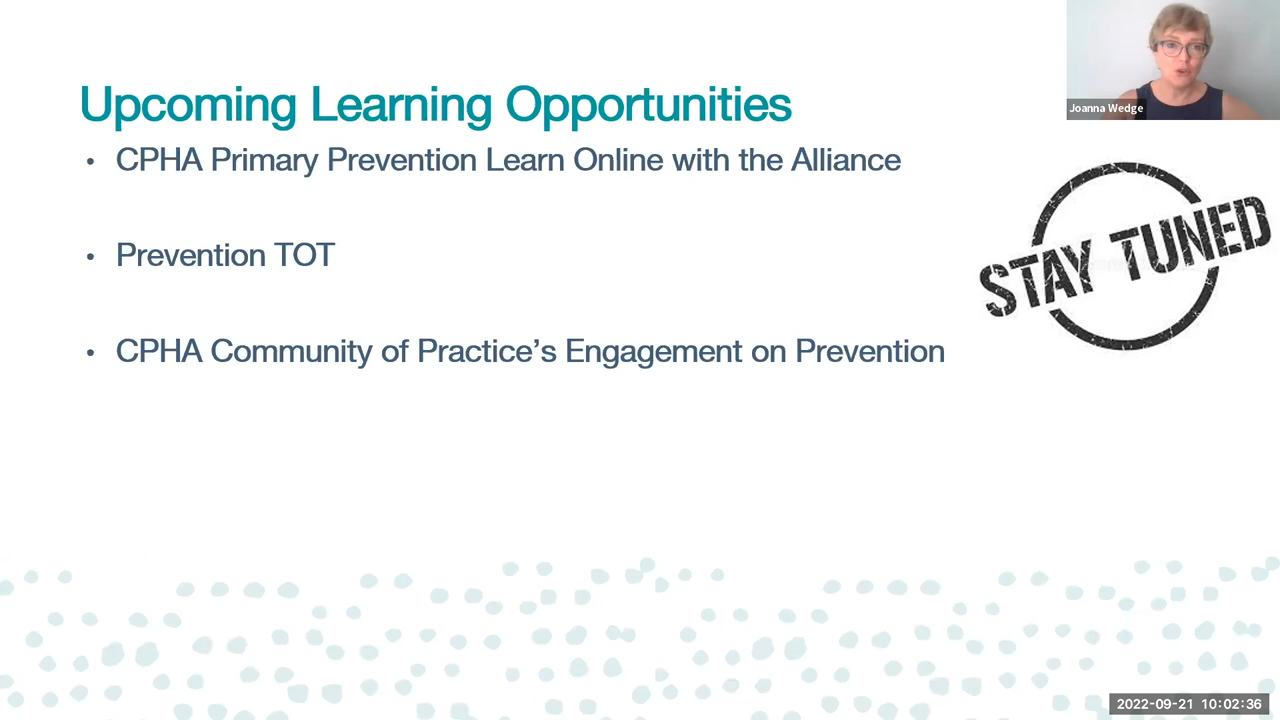 Joanna Wedge
Upcoming Learning Opportunities
• CPHA Primary Prevention Learn Online with the Alliance
• Prevention TOT
• CPHA Community of Practice’s Engagement on Prevention
STAY TUNED
2022-09-21 10:02:36